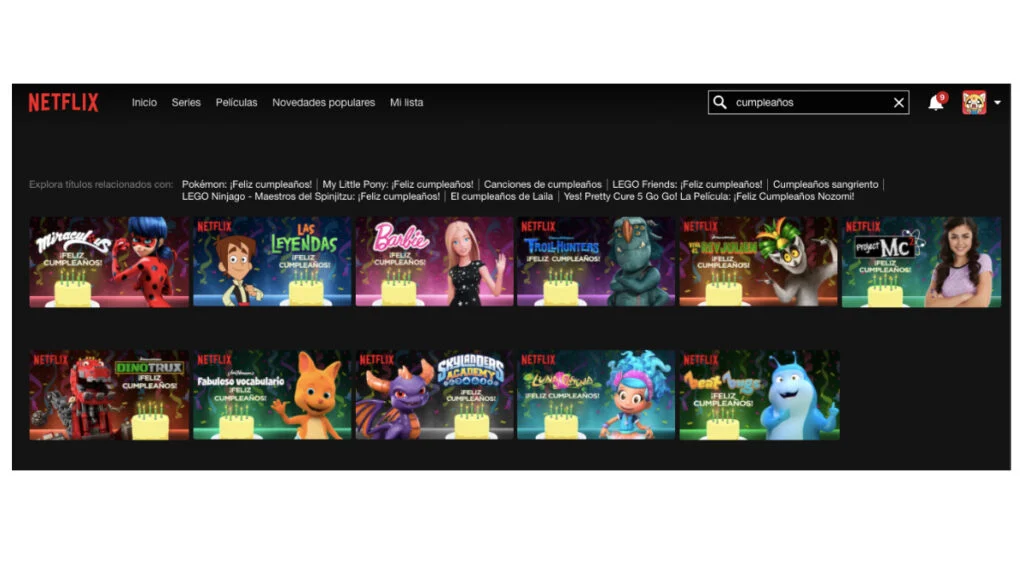 NETFLIX Inicio Series Películas Novedades populares Mi lista cumpleaños 9
Explora títulos relacionados con: Pokémon: ¡Feliz cumpleaños! | My Little Pony: ¡Feliz cumpleaños! | Canciones de cumpleaños | LEGO Friends: ¡Feliz cumpleaños! | Cumpleaños sangriento |
LEGO Ninjago - Maestros del Spinjitzu: ¡Feliz cumpleaños! | El cumpleaños de Laila | Yes! Pretty Cure 5 Go Go! La Película: ¡Feliz Cumpleaños Nozomi!
Miraculous
¡FELIZ
CUMPLEAÑOS!
NETFLIX
LAS
LEYENDAS
¡FELIZ
CUMPLEAÑOS!
Barbie
¡FELIZ
CUMPLEAÑOS!
NETFLIX
TROLLHUNTERS
¡FELIZ CUMPLEAÑOS!
NETFLIX
VIVA
EL REY JULIEN
¡FELIZ
CUMPLEAÑOS!
NETFLIX
PROJECT
Mc²
¡FELIZ
CUMPLEAÑOS!
NETFLIX
DINOTRUX
¡FELIZ
CUMPLEAÑOS!
NETFLIX
Fabuloso vocabulario
¡FELIZ
CUMPLEAÑOS!
NETFLIX
SKYLANDERS
ACADEMY
¡FELIZ
CUMPLEAÑOS!
NETFLIX
Luna Chip
¡FELIZ CUMPLEAÑOS!
NETFLIX
beat bugs
¡FELIZ
CUMPLEAÑOS!